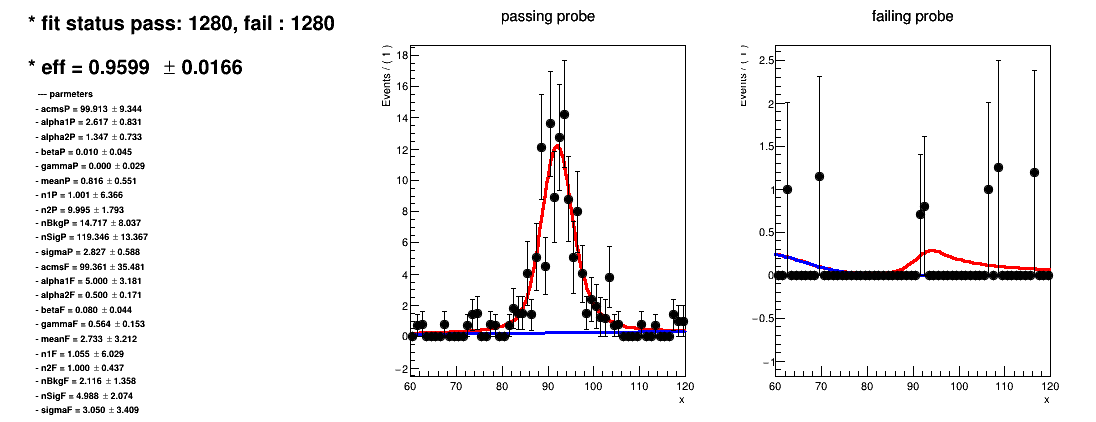 * fit status pass: 1280, fail : 1280
* eff = 0.9599 ± 0.0166
--- parmeters
- acmsP = 99.913 ± 9.344
- alpha1P = 2.617 ± 0.831
- alpha2P = 1.347 ± 0.733
- betaP = 0.010 ± 0.045
- gammaP = 0.000 ± 0.029
- meanP = 0.816 ± 0.551
- n1P = 1.001 ± 6.366
- n2P = 9.995 ± 1.793
- nBkgP = 14.717 ± 8.037
- nSigP = 119.346 ± 13.367
- sigmaP = 2.827 ± 0.588
- acmsF = 99.361 ± 35.481
- alpha1F = 5.000 ± 3.181
- alpha2F = 0.500 ± 0.171
- betaF = 0.080 ± 0.044
- gammaF = 0.564 ± 0.153
- meanF = 2.733 ± 3.212
- n1F = 1.055 ± 6.029
- n2F = 1.000 ± 0.437
- nBkgF = 2.116 ± 1.358
- nSigF = 4.988 ± 2.074
- sigmaF = 3.050 ± 3.409
passing probe
Events / ( 1 )
18
16
14
12
10
8
6
4
2
0
−2
60 70 80 90 100 110 120
x
failing probe
Events / ( 1
2.5
2
1.5
1
0.5
0
−0.5
−1
60 70 80 90 100 110 120
x